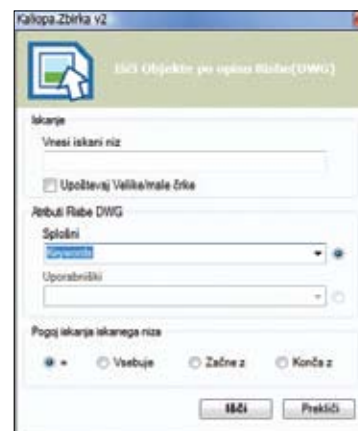 Kaliopa.Zbirka v2
Išči Objekte po opisu Risbe(DWG)
Iskanje
Vnesi iskani niz
Upoštevaj Velike/male črke
Atributi Risbe DWG
Splošni
Keywords
Uporabniški
Pogoj iskanja iskanega niza
= Vsebuje Začne z Konča z
Išči Prekliči